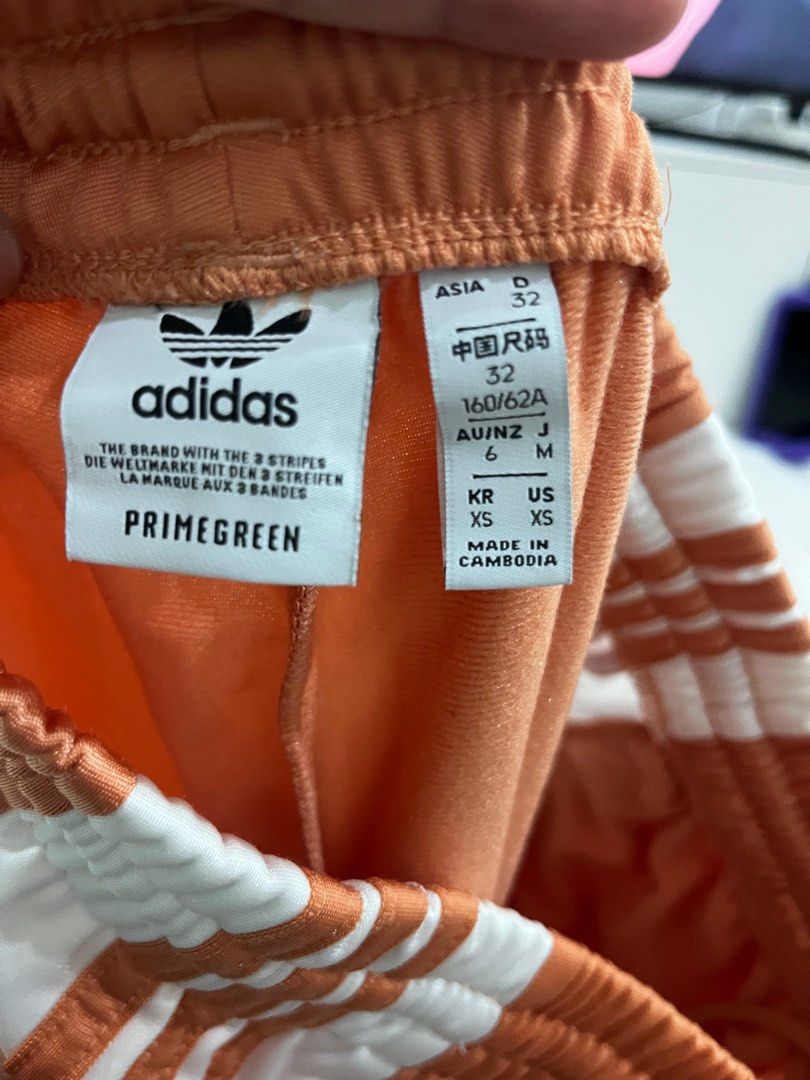 adidas
THE BRAND WITH THE 3 STRIPES
DIE WELTMARKE MIT DEN 3 STREIFEN
LA MARQUE AUX 3 BANDES
PRIMEGREEN
ASIA D
32
中国尺码
32
160/62A
AU/NZ J
6 M
KR US
XS XS
MADE IN
CAMBODIA